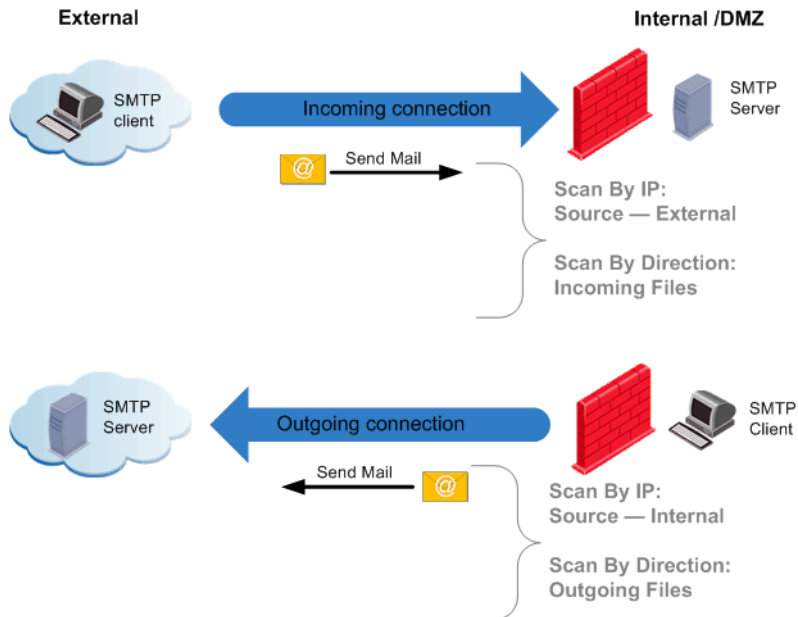 External
Internal /DMZ
SMTP
client
Incoming connection
SMTP
Server
@
Send Mail
Scan By IP:
Source — External
Scan By Direction:
Incoming Files
SMTP
Server
Outgoing connection
SMTP
Client
Send Mail
@
Scan By IP:
Source — Internal
Scan By Direction:
Outgoing Files